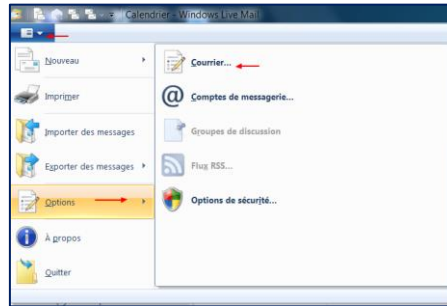 Calendrier - Windows Live Mail
Nouveau
Imprimer
Importer des messages
Exporter des messages
Options
À propos
Quitter
Courrier...
Comptes de messagerie...
Groupes de discussion
Flux RSS...
Options de sécurité...